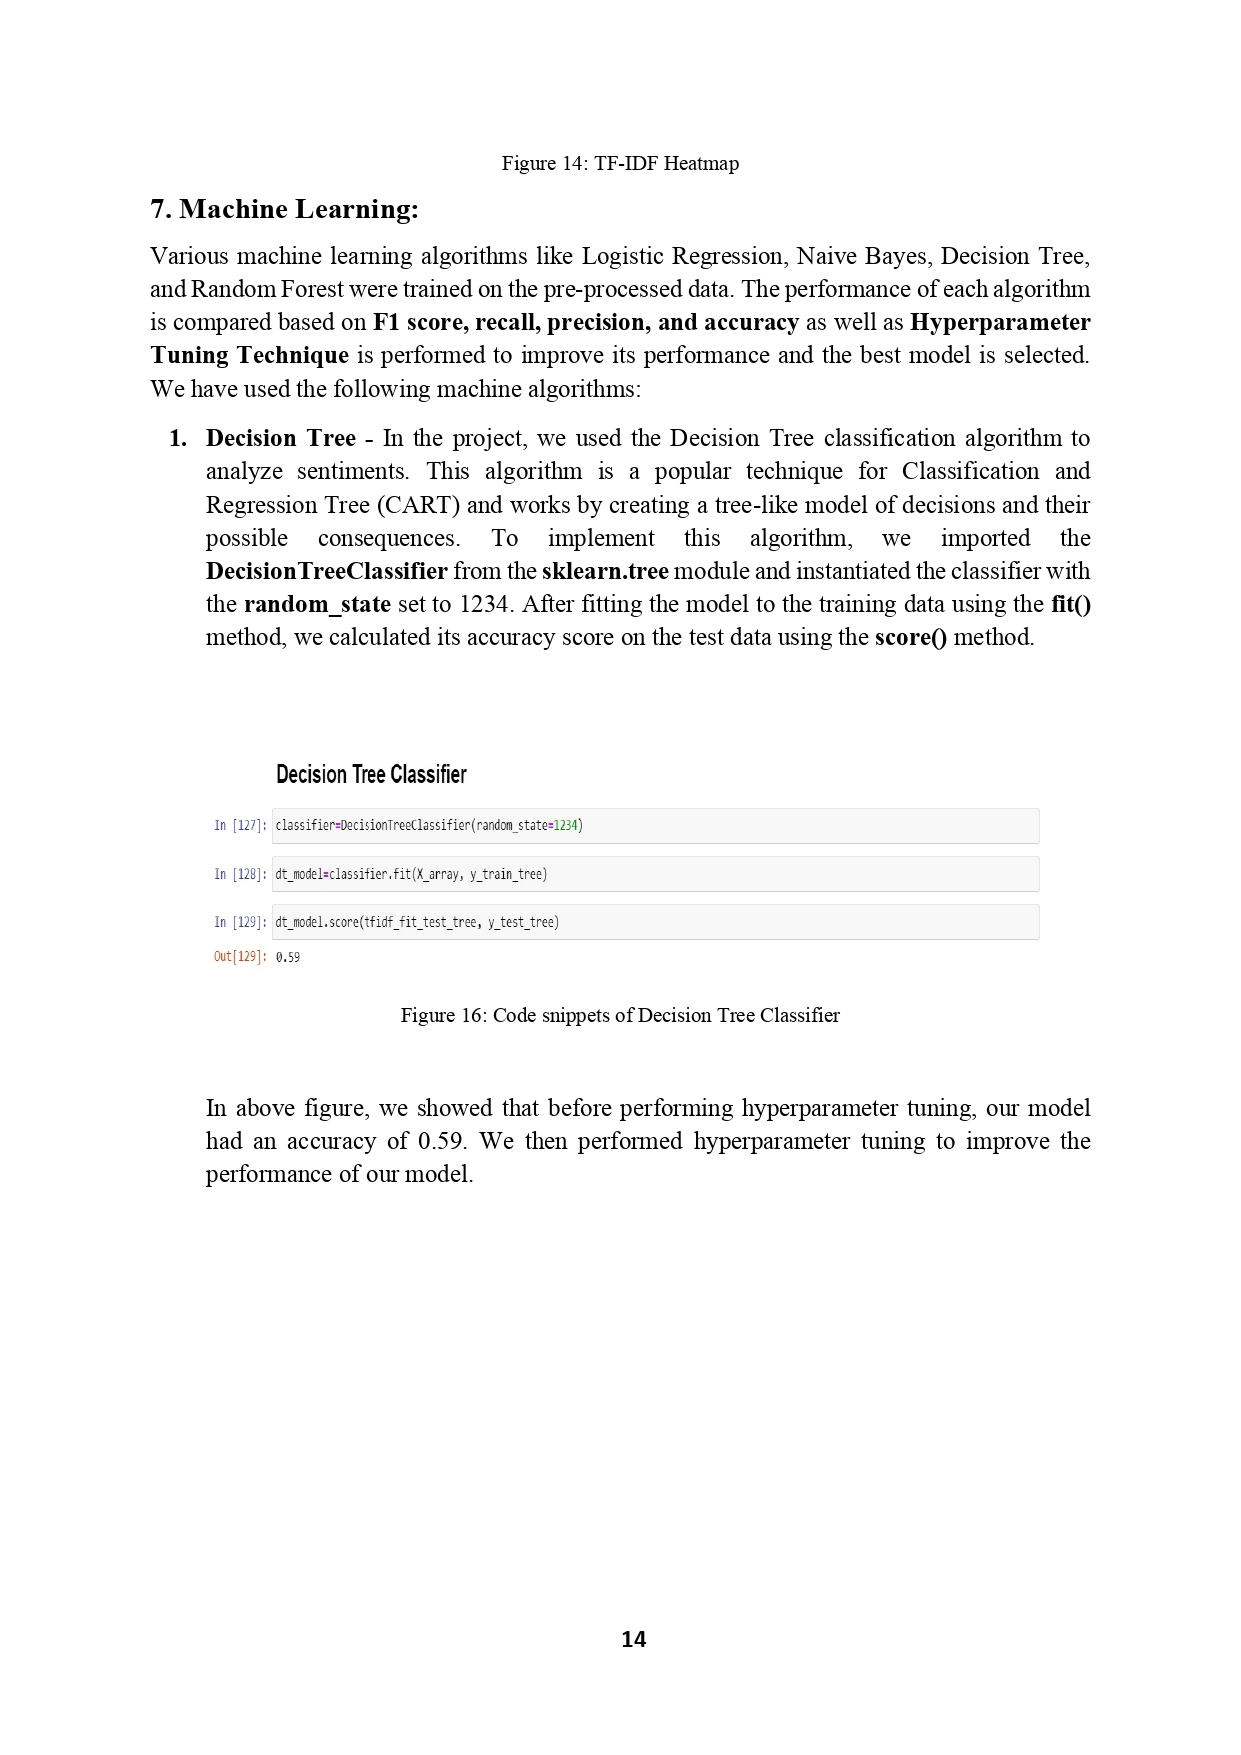 Figure 14: TF-IDF Heatmap
7. Machine Learning:
Various machine learning algorithms like Logistic Regression, Naive Bayes, Decision Tree,
and Random Forest were trained on the pre-processed data. The performance of each algorithm
is compared based on F1 score, recall, precision, and accuracy as well as Hyperparameter
Tuning Technique is performed to improve its performance and the best model is selected.
We have used the following machine algorithms:
1. Decision Tree - In the project, we used the Decision Tree classification algorithm to
analyze sentiments. This algorithm is a popular technique for Classification and
Regression Tree (CART) and works by creating a tree-like model of decisions and their
possible consequences. To implement this algorithm, we imported the
DecisionTreeClassifier from the sklearn.tree module and instantiated the classifier with
the random_state set to 1234. After fitting the model to the training data using the fit()
method, we calculated its accuracy score on the test data using the score() method.
Decision Tree Classifier
In [127]: classifier=DecisionTreeClassifier(random_state=1234)
In [128]: dt_model=classifier.fit(X_array, y_train_tree)
In [129]: dt_model.score(tfidf_fit_test_tree, y_test_tree)
Out[129]: 0.59
Figure 16: Code snippets of Decision Tree Classifier
In above figure, we showed that before performing hyperparameter tuning, our model
had an accuracy of 0.59. We then performed hyperparameter tuning to improve the
performance of our model.
14